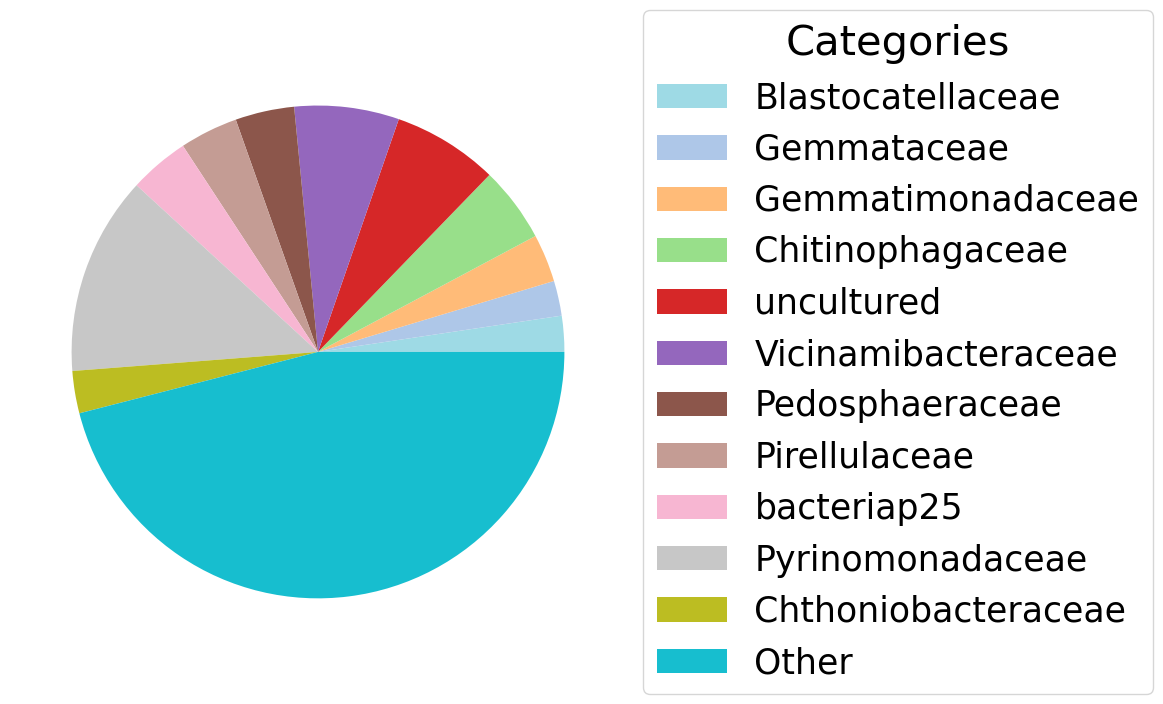 Categories
Blastocatellaceae
Gemmataceae
Gemmatimonadaceae
Chitinophagaceae
uncultured
Vicinamibacteraceae
Pedosphaeraceae
Pirellulaceae
bacteriap25
Pyrinomonadaceae
Chthoniobacteraceae
Other